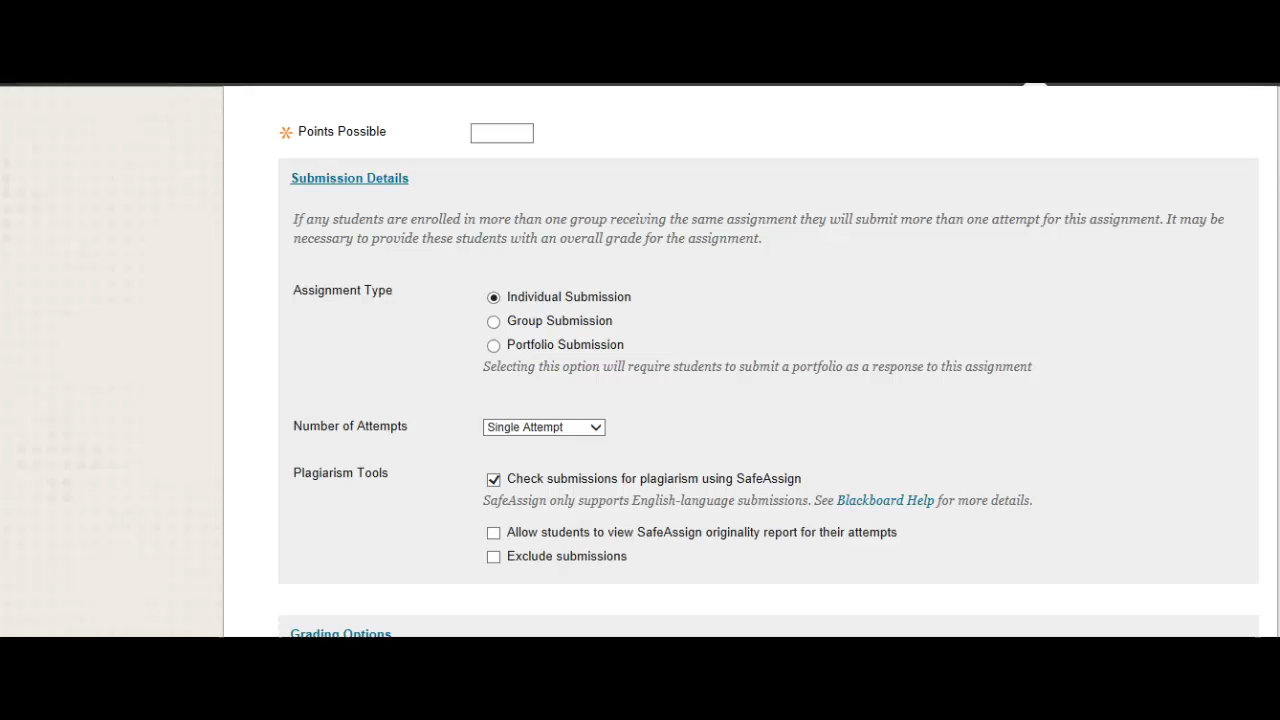 Points Possible
Submission Details
If any students are enrolled in more than one group receiving the same assignment they will submit more than one attempt for this assignment. It may be
necessary to provide these students with an overall grade for the assignment.
Assignment Type
Individual Submission
Group Submission
Portfolio Submission
Selecting this option will require students to submit a portfolio as a response to this assignment
Number of Attempts
Single Attempt
Plagiarism Tools
Check submissions for plagiarism using SafeAssign
SafeAssign only supports English-language submissions. See Blackboard Help for more details.
Allow students to view SafeAssign originality report for their attempts
Exclude submissions
Grading Options